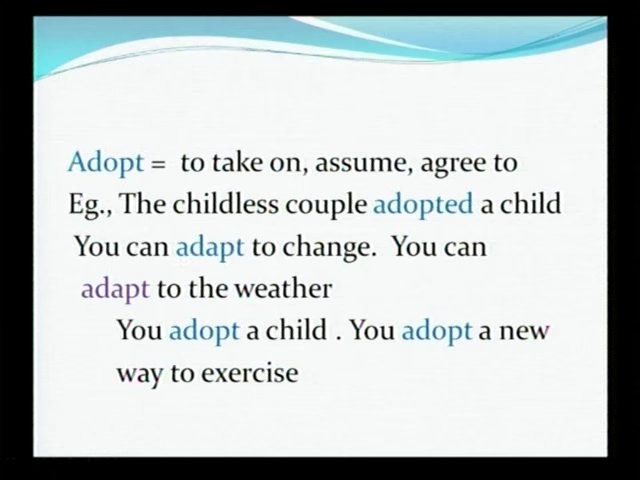 Adopt = to take on, assume, agree to
Eg., The childless couple adopted a child
You can adapt to change. You can
adapt to the weather
You adopt a child . You adopt a new
way to exercise